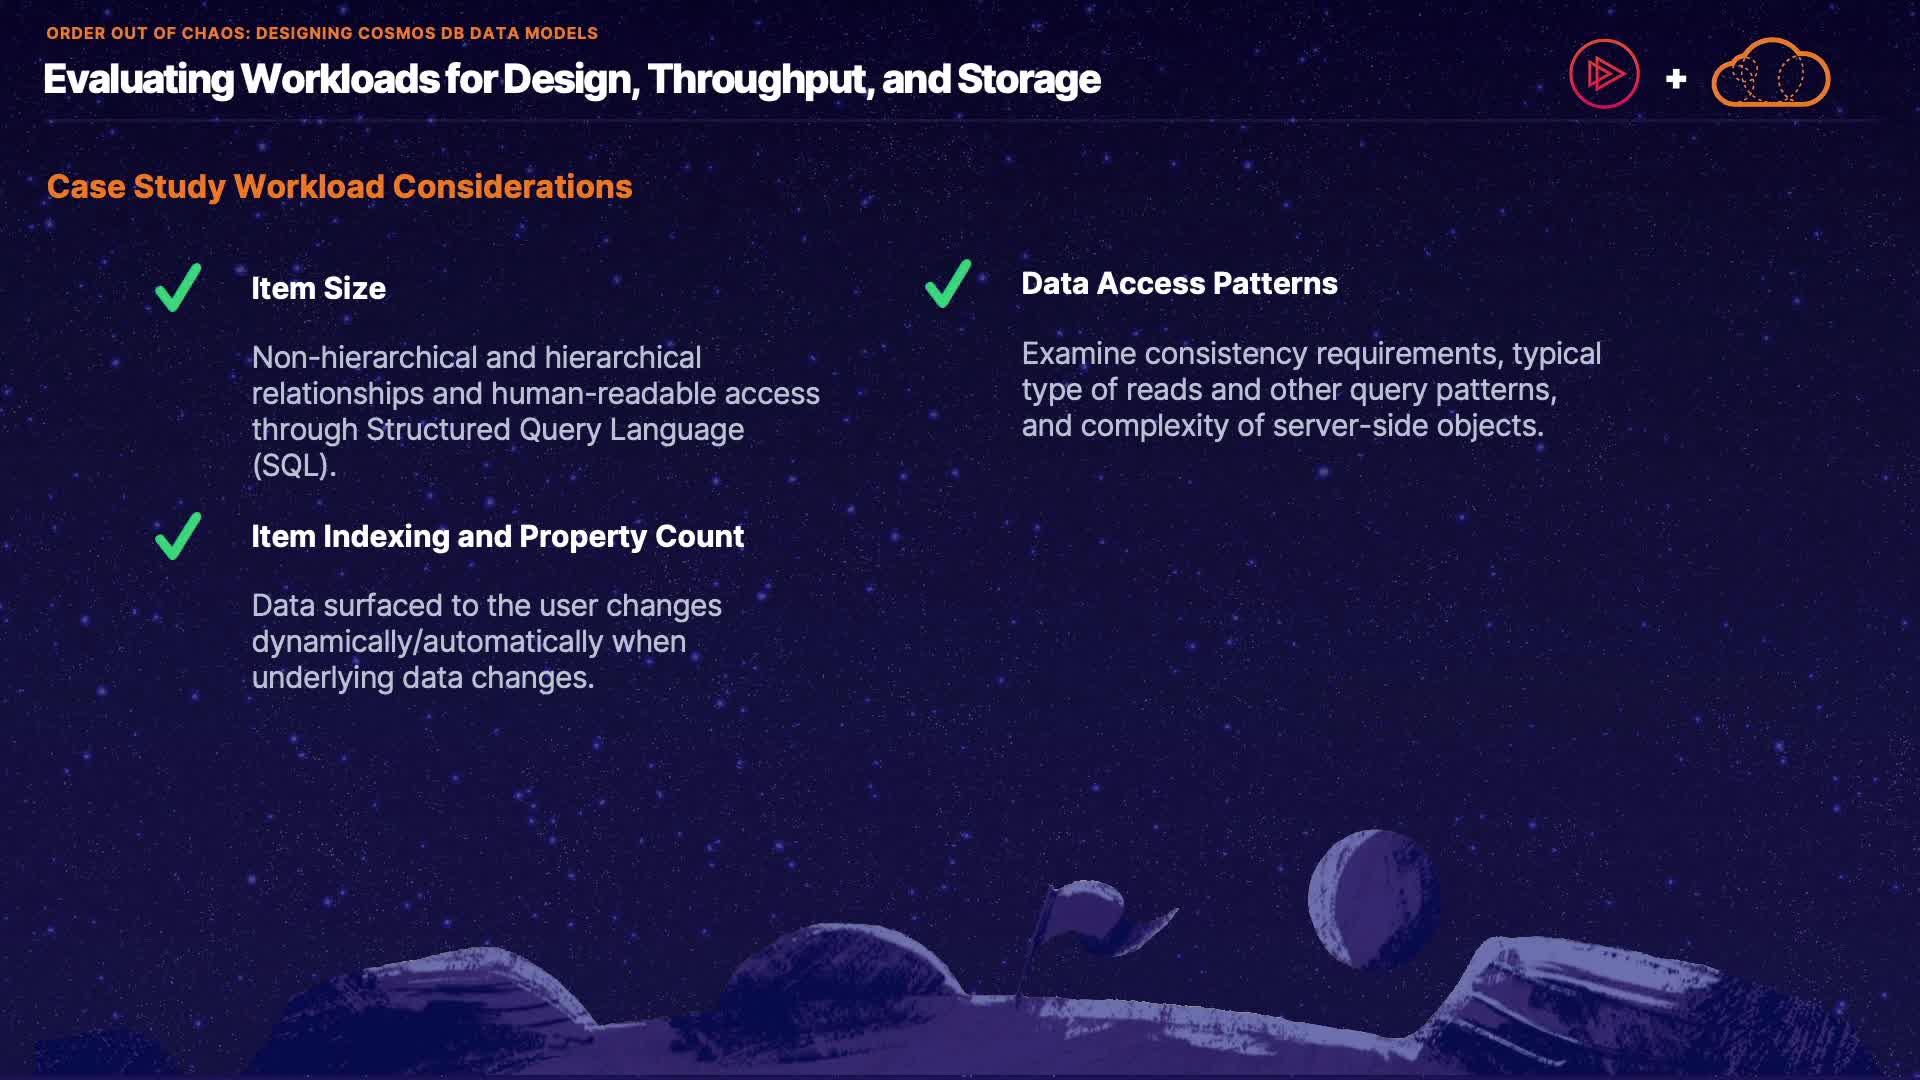 ORDER OUT OF CHAOS: DESIGNING COSMOS DB DATA MODELS
Evaluating Workloads for Design, Throughput, and Storage
Case Study Workload Considerations
Item Size
Non-hierarchical and hierarchical
relationships and human-readable access
through Structured Query Language
(SQL).
Item Indexing and Property Count
Data surfaced to the user changes
dynamically/automatically when
underlying data changes.
Data Access Patterns
Examine consistency requirements, typical
type of reads and other query patterns,
and complexity of server-side objects.